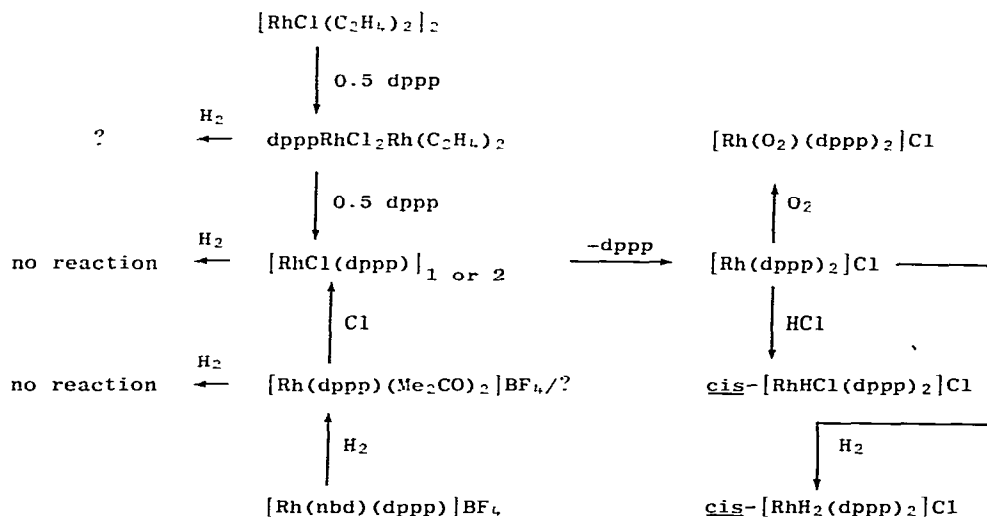 [RhCl(C₂H₄)₂]₂
0.5 dppp
? H₂ dpppRhCl₂Rh(C₂H₄)₂ [Rh(O₂)(dppp)₂]Cl
0.5 dppp O₂
no reaction H₂ [RhCl(dppp)]₁ or 2 -dppp [Rh(dppp)₂]Cl
Cl HCl
no reaction H₂ [Rh(dppp)(Me₂CO)₂]BF₄/? cis-[RhHCl(dppp)₂]Cl
H₂ H₂
[Rh(nbd)(dppp)]BF₄ cis-[RhH₂(dppp)₂]Cl